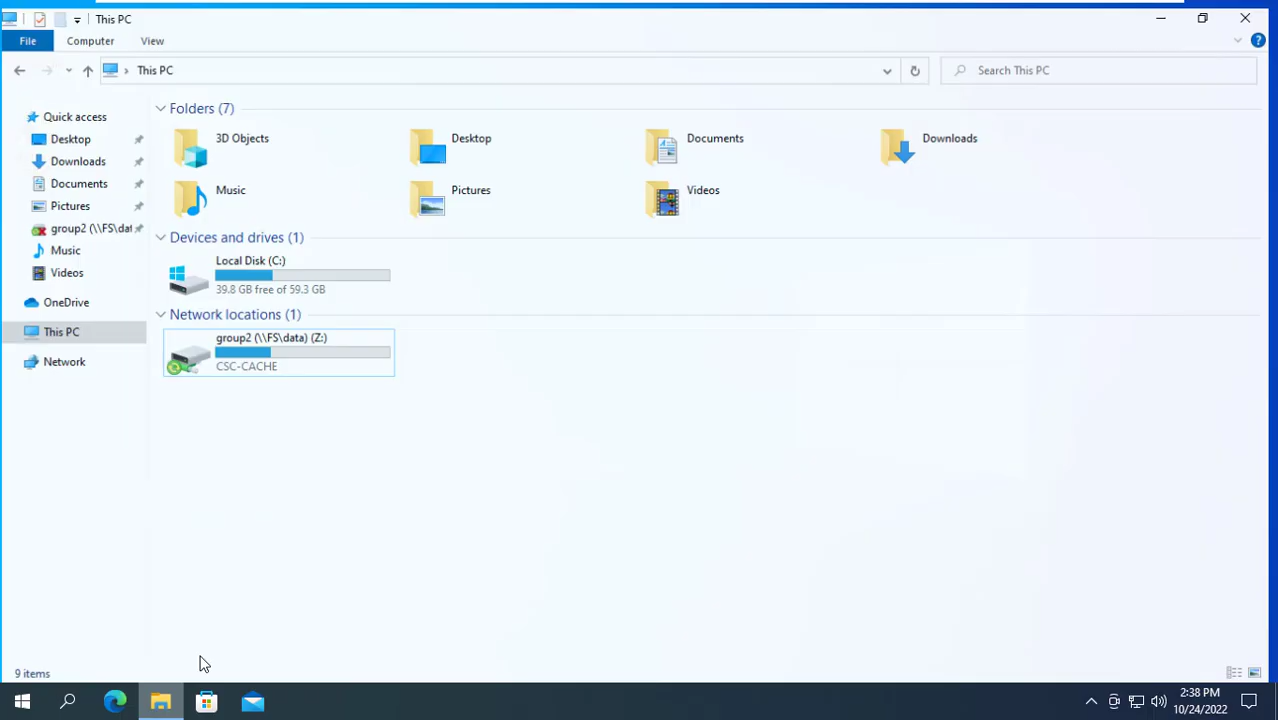 This PC
File Computer View
This PC
Search This PC
Quick access
Desktop
Downloads
Documents
Pictures
group2 (\\FS\dat
Music
Videos
OneDrive
This PC
Network
Folders (7)
3D Objects Desktop Documents Downloads
Music Pictures Videos
Devices and drives (1)
Local Disk (C:)
39.8 GB free of 59.3 GB
Network locations (1)
group2 (\\FS\data) (Z:)
CSC-CACHE
9 items
2:38 PM
10/24/2022